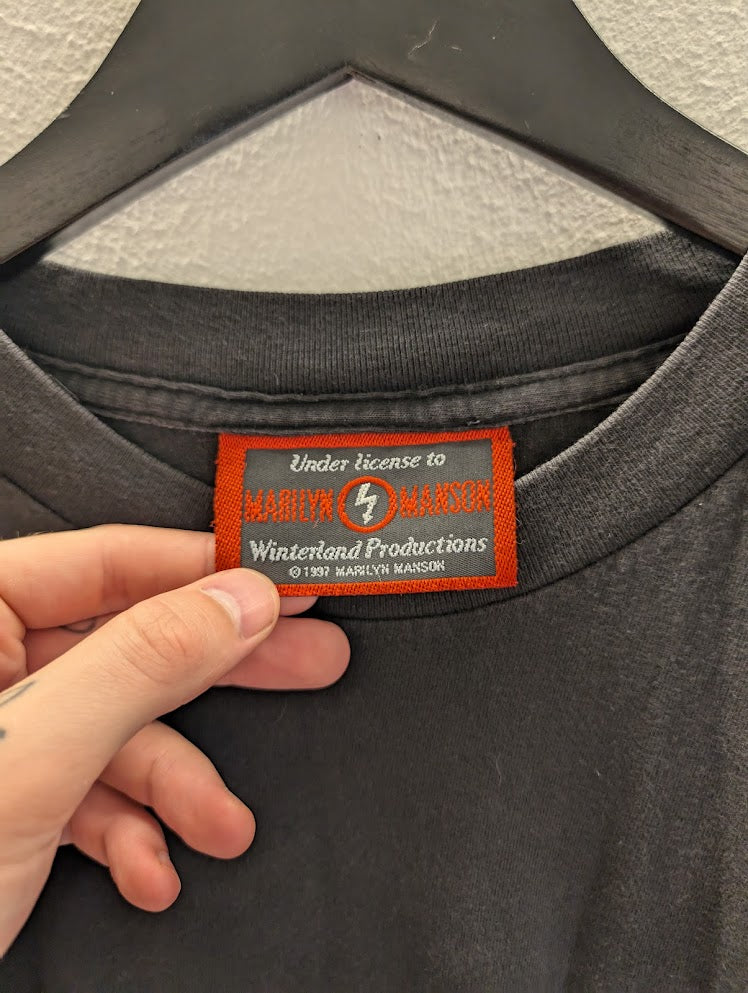 Under license to
MARILYN MANSON
Winterland Productions
© 1997 MARILYN MANSON